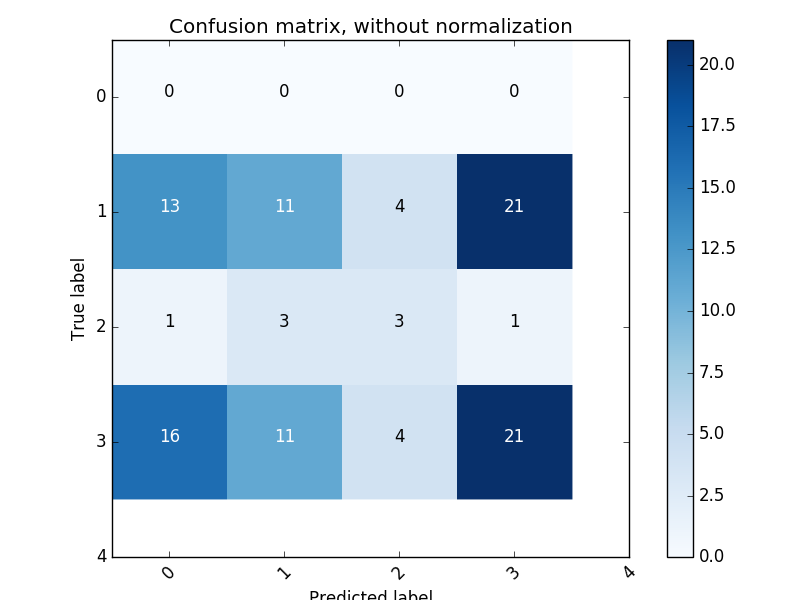 Confusion matrix, without normalization
0 0 0 0 0
1 13 11 4 21
2 1 3 3 1
3 16 11 4 21
4
0 1 2 3 4
True label
Predicted label
20.0
17.5
15.0
12.5
10.0
7.5
5.0
2.5
0.0